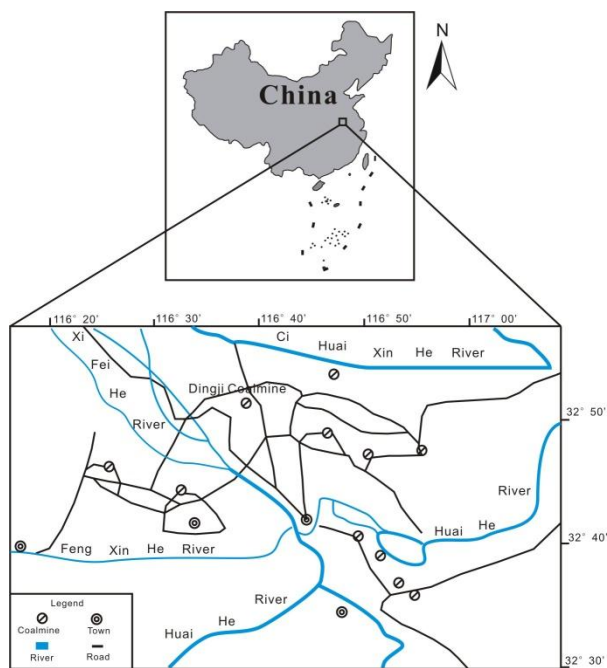 N
China
116° 20′ 116° 30′ 116° 40′ 116° 50′ 117° 00′
Xi Fei He River
Ci Huai Xin He River
Dingji Coalmine
32° 50′
Huai He River
32° 40′
Feng Xin He River
Huai He River
32° 30′
Legend
Coalmine Town
River Road